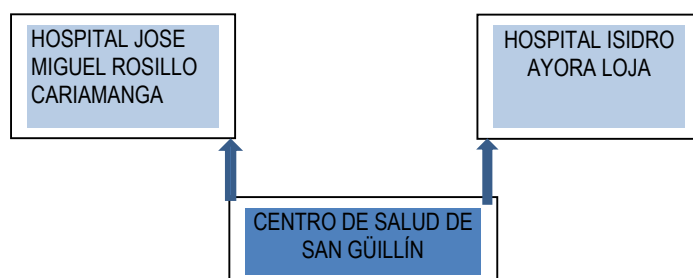 HOSPITAL JOSE
MIGUEL ROSILLO
CARIAMANGA
HOSPITAL ISIDRO
AYORA LOJA
CENTRO DE SALUD DE
SAN GÜILLÍN